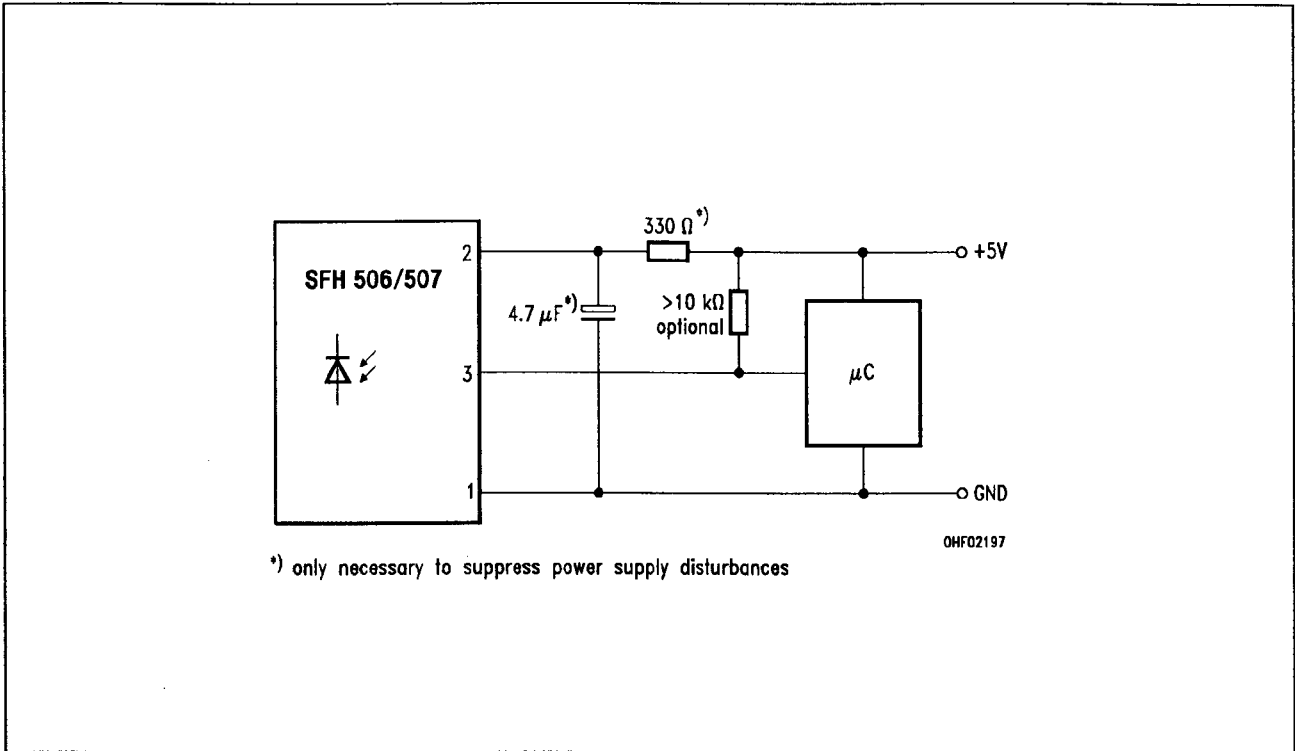 330 Ω*)
2
+5V
SFH 506/507
4.7 μF*)
>10 kΩ
optional
3
μC
1
GND
OHF02197
*) only necessary to suppress power supply disturbances